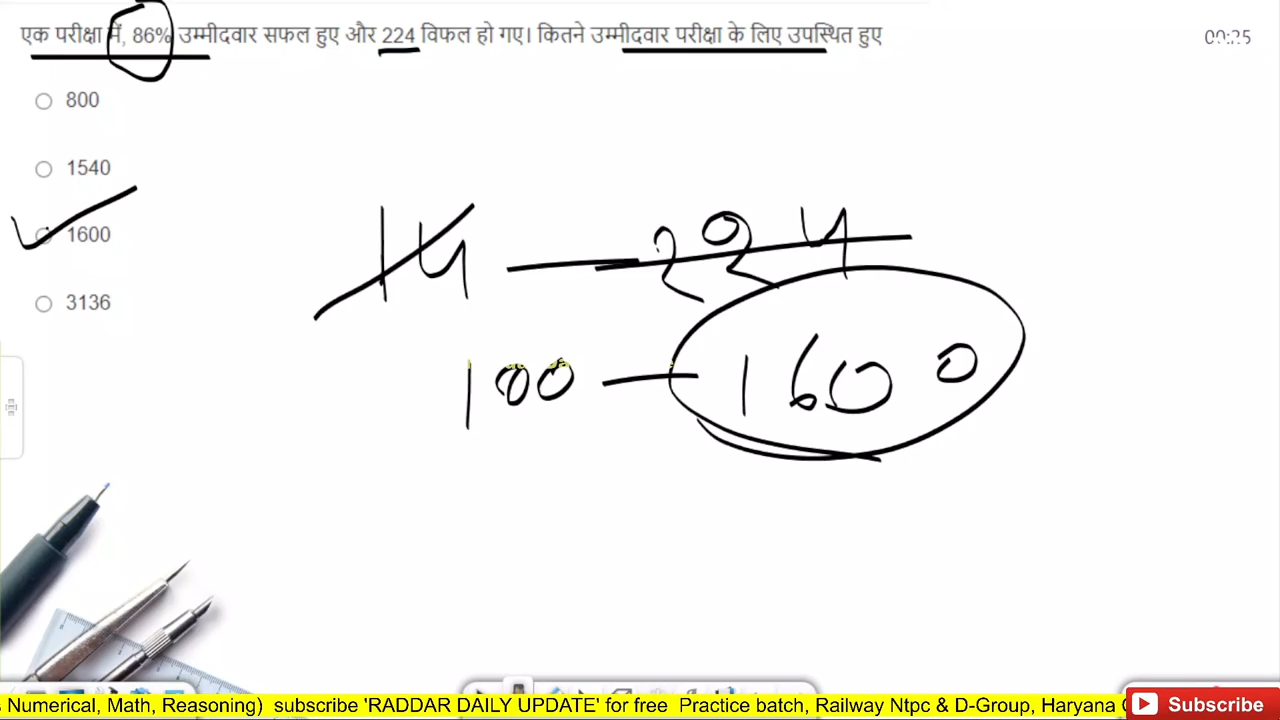 एक परीक्षा में, 86% उम्मीदवार सफल हुए और 224 विफल हो गए। कितने उम्मीदवार परीक्षा के लिए उपस्थित हुए
00:25
800
1540
1600
3136
14 — 224
100 — 1600
s Numerical, Math, Reasoning) subscribe 'RADDAR DAILY UPDATE' for free Practice batch, Railway Ntpc & D-Group, Haryana
Subscribe